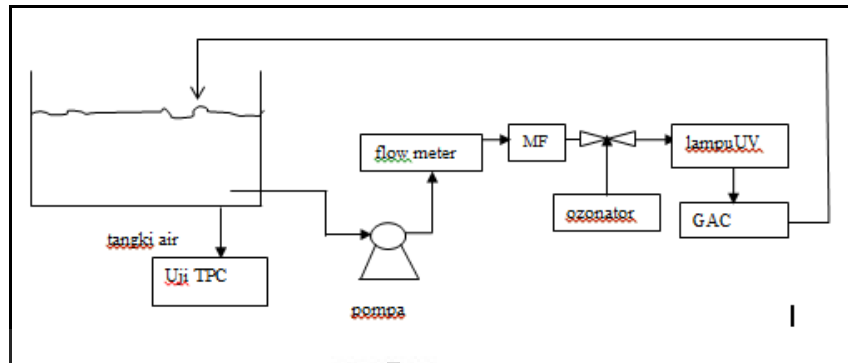 flow meter
MF
lampuUV
ozonator
GAC
tangki air
Uji TPC
pompa